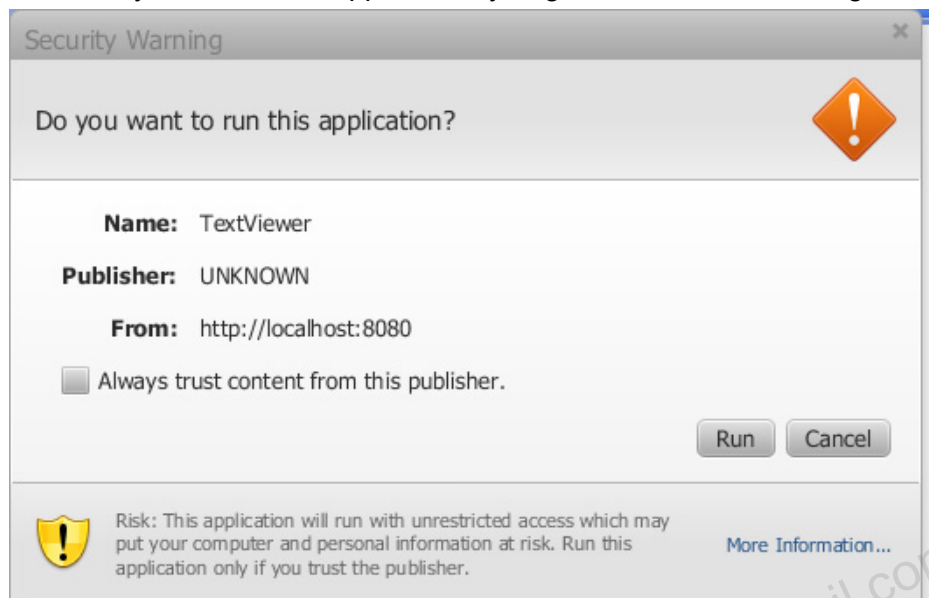 Security Warning
Do you want to run this application?
Name: TextViewer
Publisher: UNKNOWN
From: http://localhost:8080
Always trust content from this publisher.
Run Cancel
Risk: This application will run with unrestricted access which may
put your computer and personal information at risk. Run this
application only if you trust the publisher.
More Information...